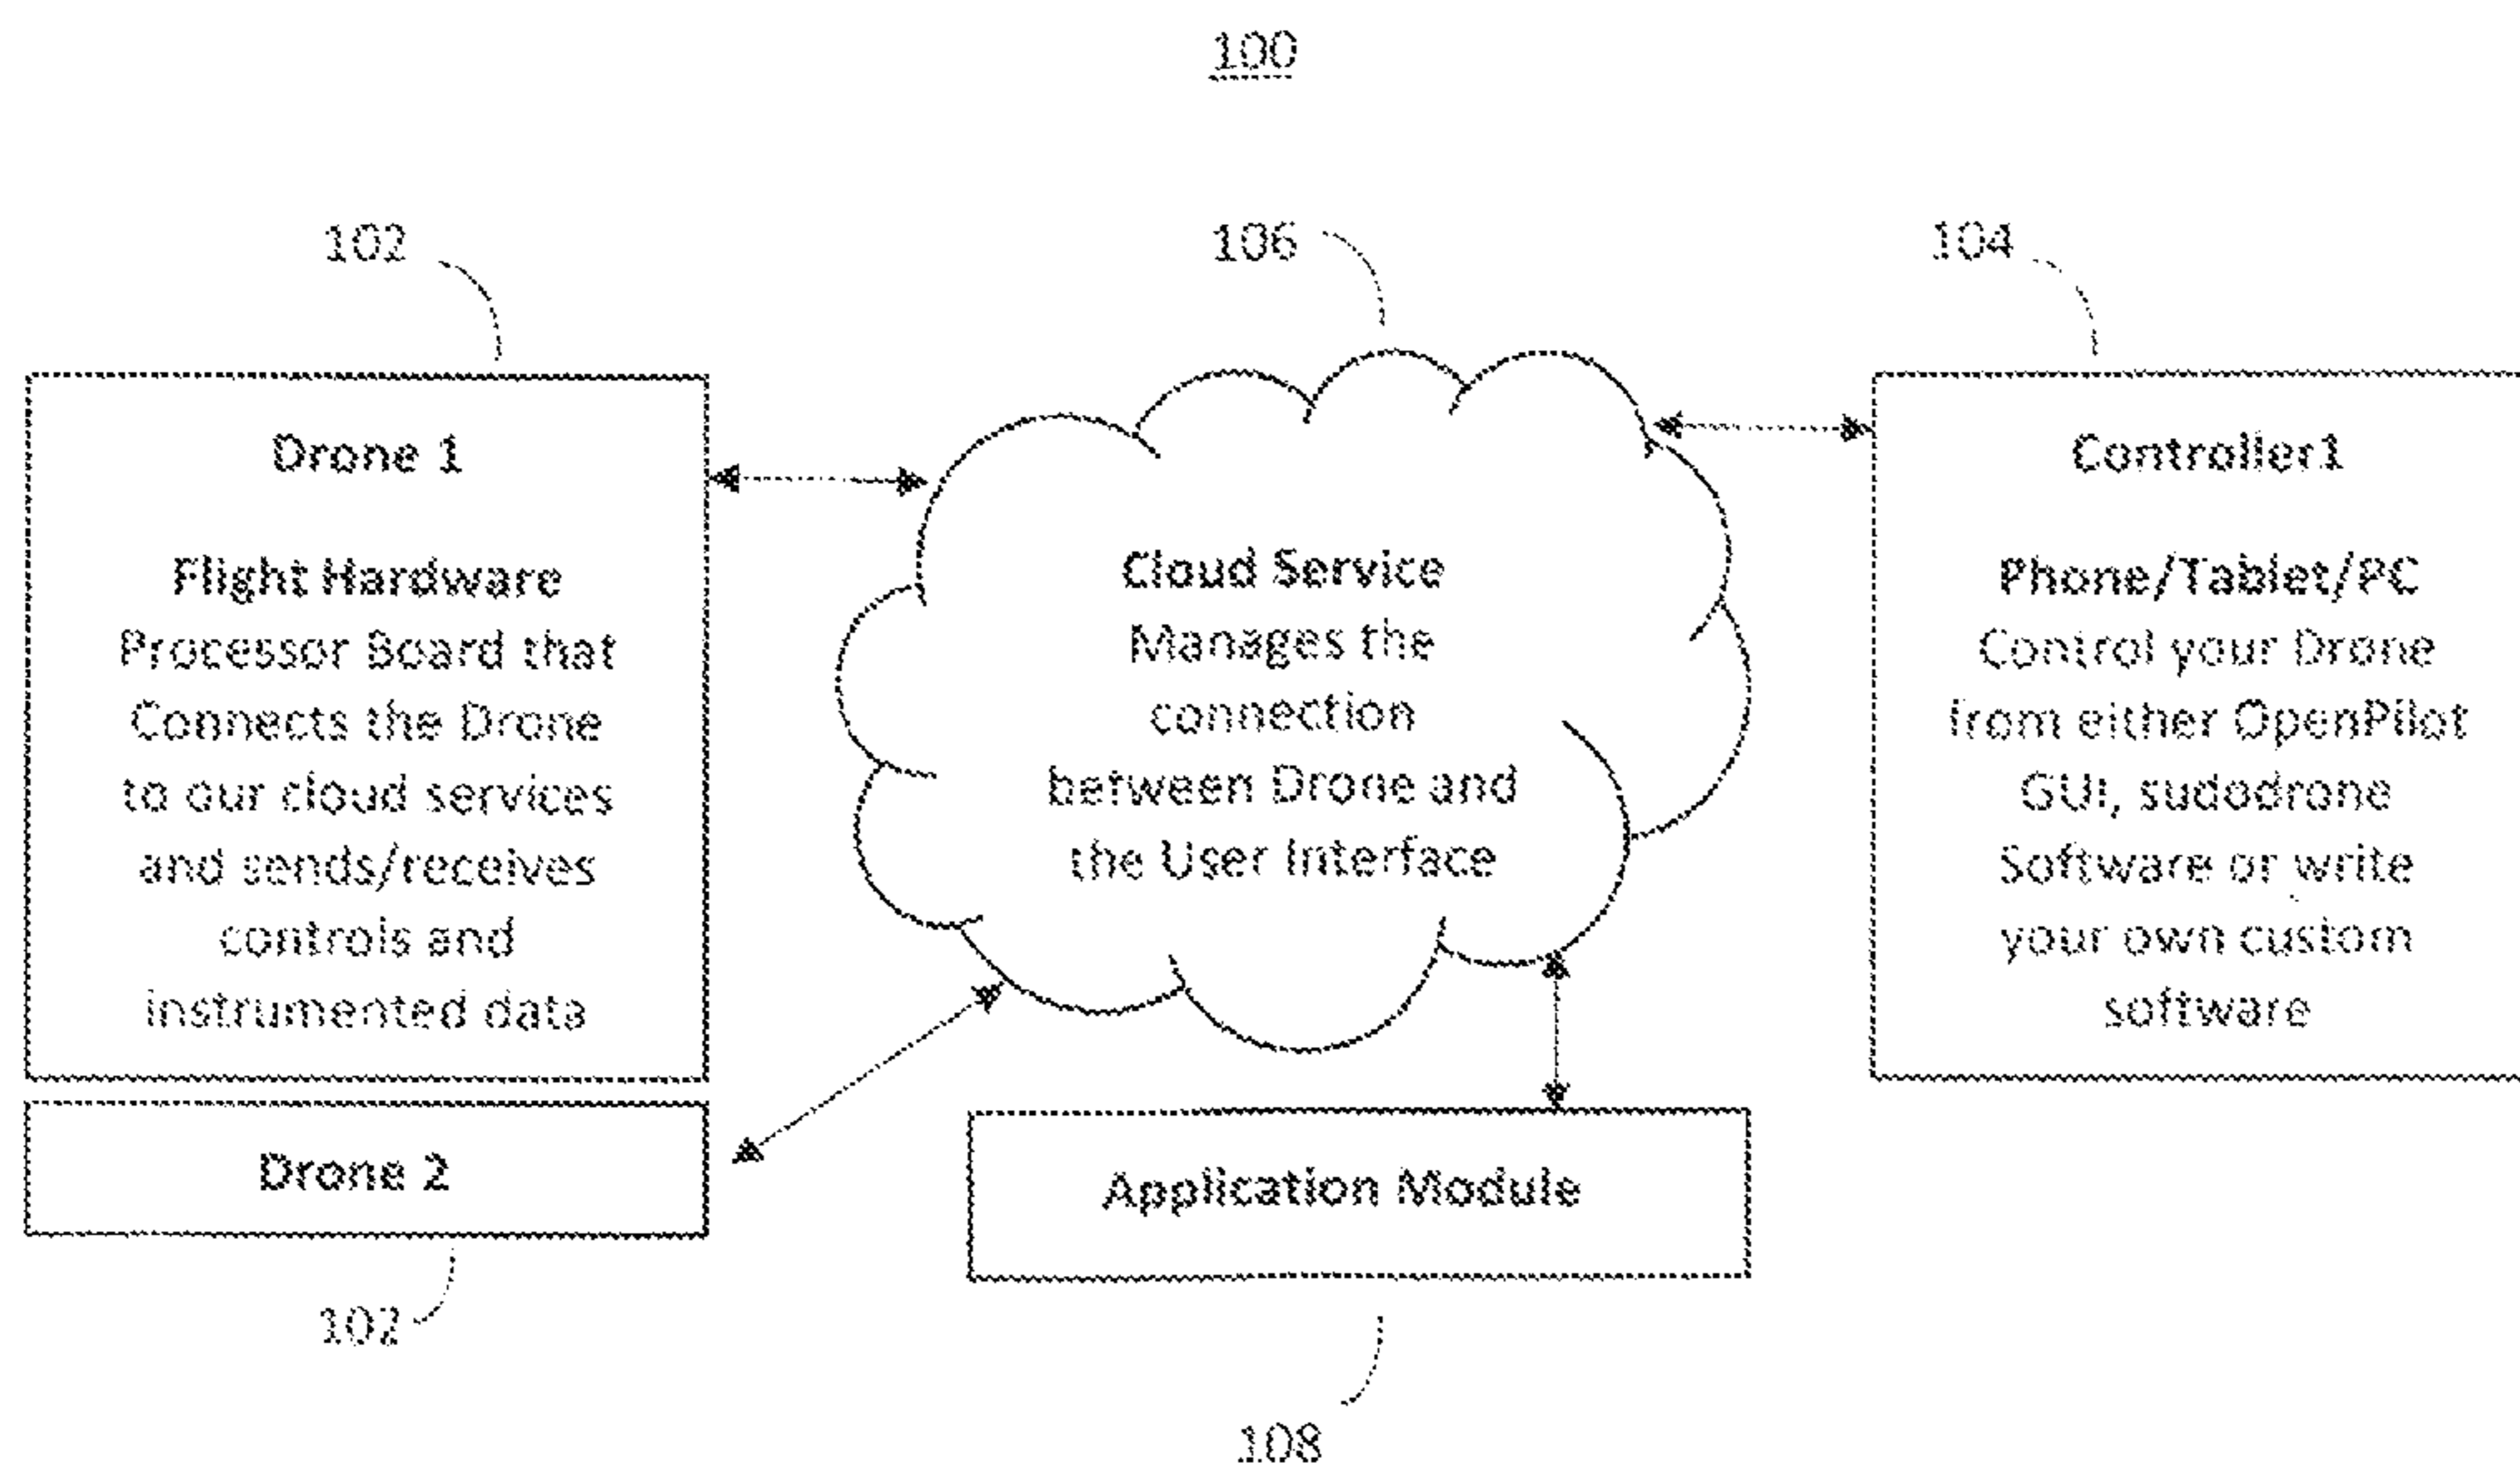 100
102
106
104
Drone 1
Flight Hardware
Processor Board that
Connects the Drone
to our cloud services
and sends/receives
controls and
instrumented data
Cloud Service
Manages the
connection
between Drone and
the User Interface
Controller1
Phone/Tablet/PC
Control your Drone
from either OpenPilot
GUI, sudodrone
Software or write
your own custom
software
Drone 2
Application Module
102
108